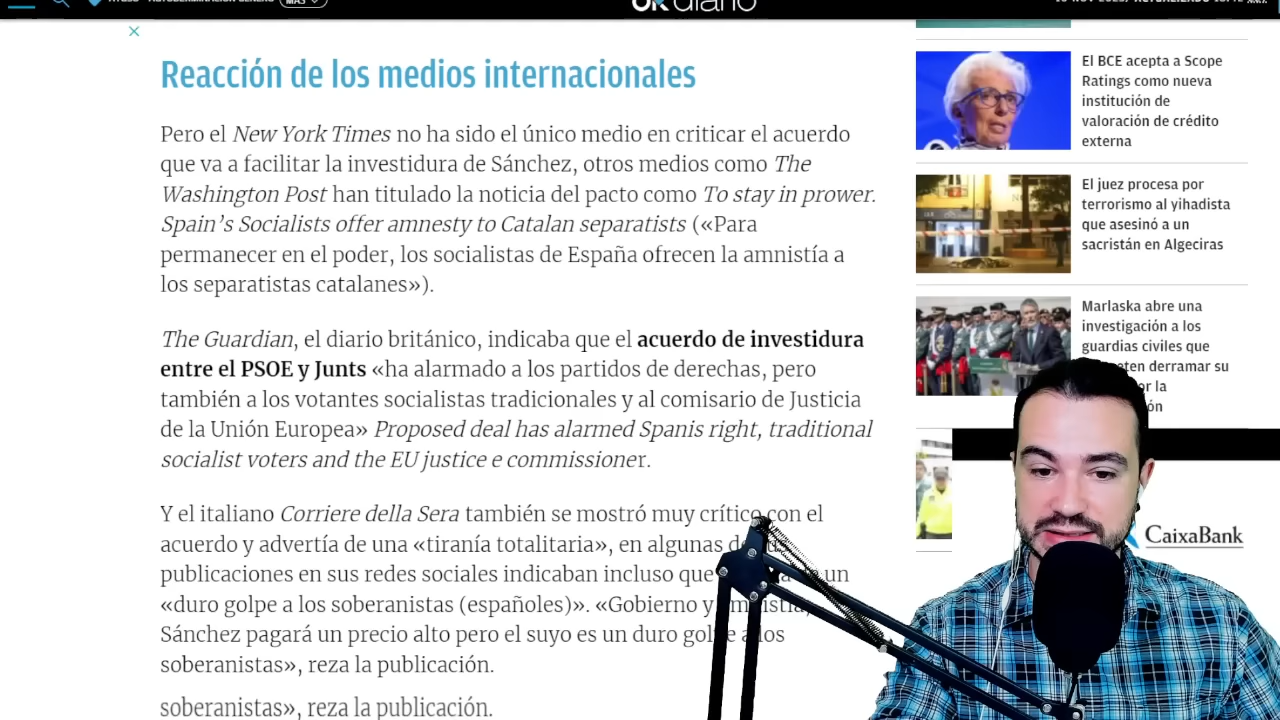 okdiario
MÁS
Reacción de los medios internacionales
Pero el New York Times no ha sido el único medio en criticar el acuerdo
que va a facilitar la investidura de Sánchez, otros medios como The
Washington Post han titulado la noticia del pacto como To stay in prower.
Spain's Socialists offer amnesty to Catalan separatists («Para
permanecer en el poder, los socialistas de España ofrecen la amnistía a
los separatistas catalanes»).
The Guardian, el diario británico, indicaba que el acuerdo de investidura
entre el PSOE y Junts «ha alarmado a los partidos de derechas, pero
también a los votantes socialistas tradicionales y al comisario de Justicia
de la Unión Europea» Proposed deal has alarmed Spanis right, traditional
socialist voters and the EU justice e commissioner.
Y el italiano Corriere della Sera también se mostró muy crítico con el
acuerdo y advertía de una «tiranía totalitaria», en algunas de
publicaciones en sus redes sociales indicaban incluso que un
«duro golpe a los soberanistas (españoles)». «Gobierno y
Sánchez pagará un precio alto pero el suyo es un duro golpe a los
soberanistas», reza la publicación.
soberanistas», reza la publicación.
El BCE acepta a Scope
Ratings como nueva
institución de
valoración de crédito
externa
El juez procesa por
terrorismo al yihadista
que asesinó a un
sacristán en Algeciras
Marlaska abre una
investigación a los
guardias civiles que
derramar su
por la
CaixaBank